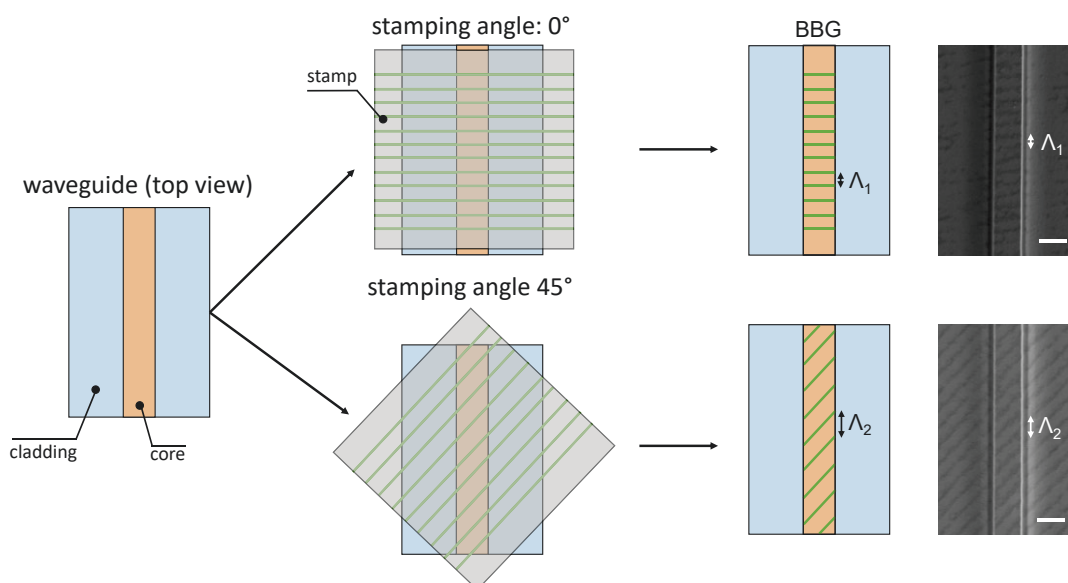 stamping angle: 0°
BBG
stamp
Λ₁
Λ₁
waveguide (top view)
stamping angle 45°
Λ₂
Λ₂
cladding
core